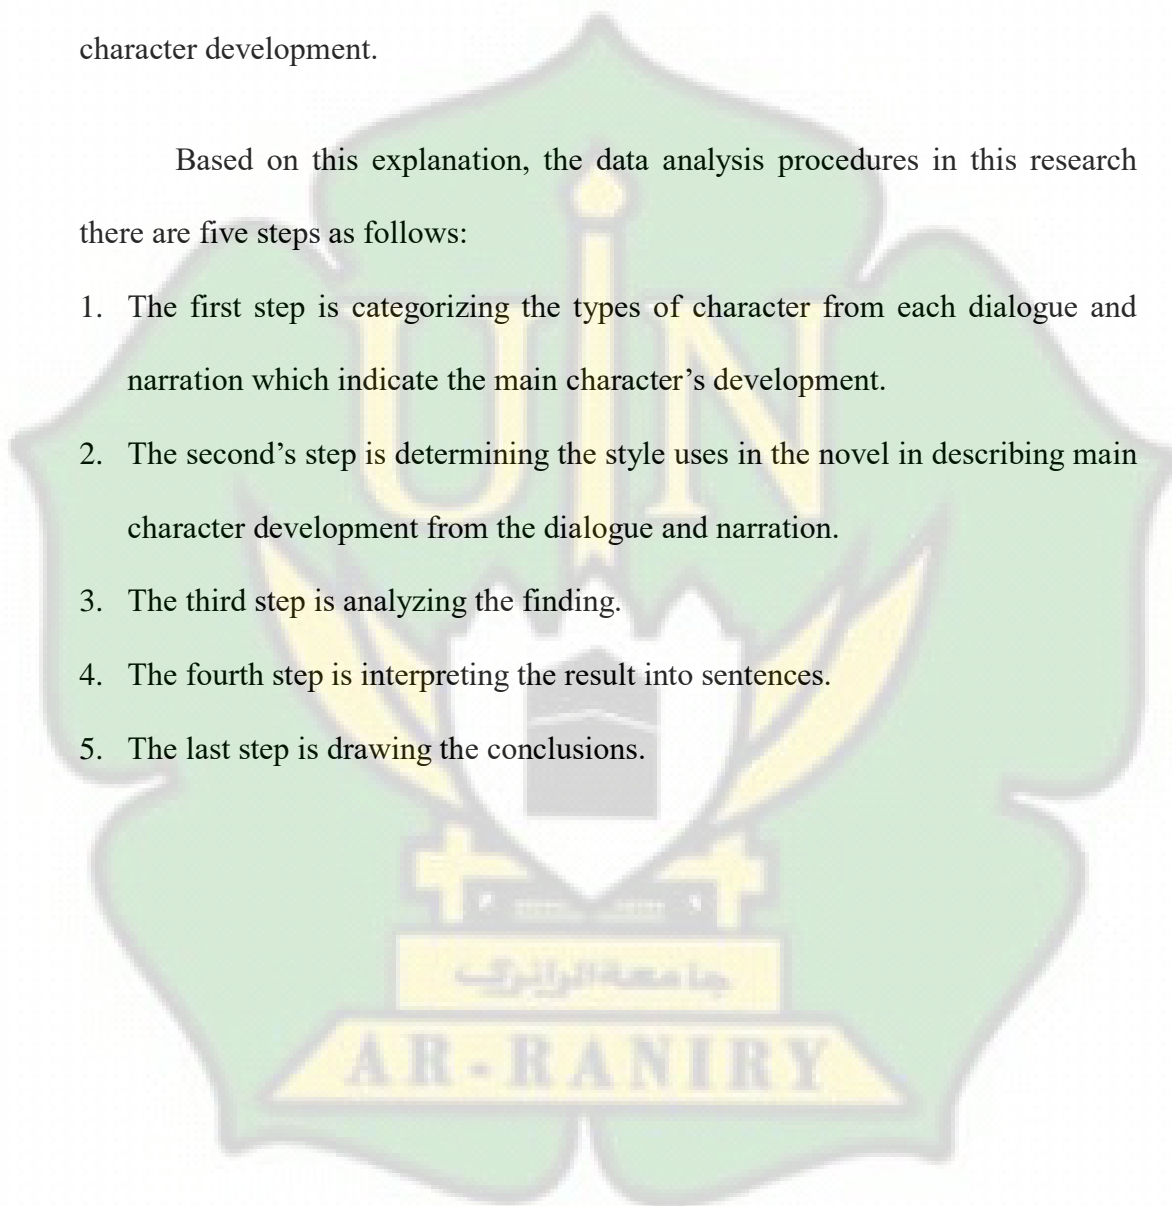 character development.
Based on this explanation, the data analysis procedures in this research
there are five steps as follows:
1. The first step is categorizing the types of character from each dialogue and
narration which indicate the main character’s development.
2. The second’s step is determining the style uses in the novel in describing main
character development from the dialogue and narration.
3. The third step is analyzing the finding.
4. The fourth step is interpreting the result into sentences.
5. The last step is drawing the conclusions.
UIN
جامعة الرانري
AR-RANIRY